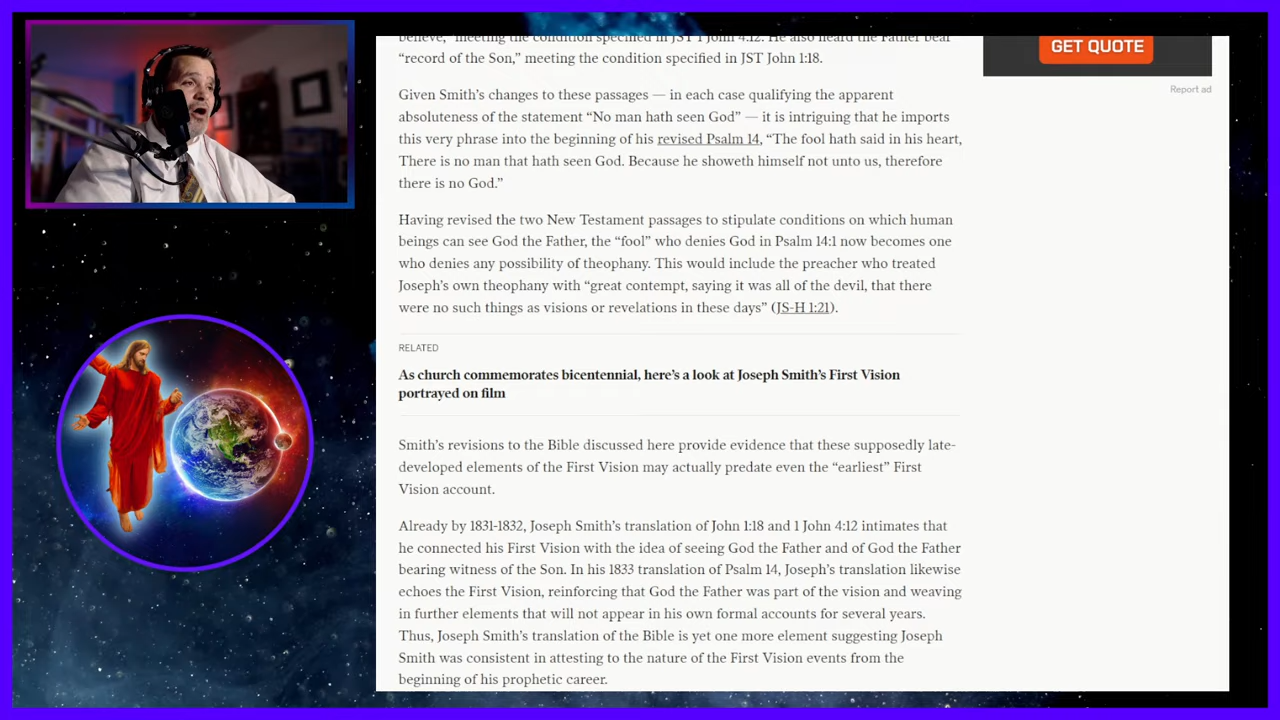 believe," meeting the condition specified in JST 1 John 4:12. He also heard the Father bear
“record of the Son,” meeting the condition specified in JST John 1:18.
Given Smith’s changes to these passages — in each case qualifying the apparent
absoluteness of the statement “No man hath seen God” — it is intriguing that he imports
this very phrase into the beginning of his revised Psalm 14, “The fool hath said in his heart,
There is no man that hath seen God. Because he showeth himself not unto us, therefore
there is no God.”
Having revised the two New Testament passages to stipulate conditions on which human
beings can see God the Father, the “fool” who denies God in Psalm 14:1 now becomes one
who denies any possibility of theophany. This would include the preacher who treated
Joseph’s own theophany with “great contempt, saying it was all of the devil, that there
were no such things as visions or revelations in these days” (JS-H 1:21).
RELATED
As church commemorates bicentennial, here’s a look at Joseph Smith’s First Vision
portrayed on film
Smith’s revisions to the Bible discussed here provide evidence that these supposedly late-
developed elements of the First Vision may actually predate even the “earliest” First
Vision account.
Already by 1831-1832, Joseph Smith’s translation of John 1:18 and 1 John 4:12 intimates that
he connected his First Vision with the idea of seeing God the Father and of God the Father
bearing witness of the Son. In his 1833 translation of Psalm 14, Joseph’s translation likewise
echoes the First Vision, reinforcing that God the Father was part of the vision and weaving
in further elements that will not appear in his own formal accounts for several years.
Thus, Joseph Smith’s translation of the Bible is yet one more element suggesting Joseph
Smith was consistent in attesting to the nature of the First Vision events from the
beginning of his prophetic career.
GET QUOTE
Report ad